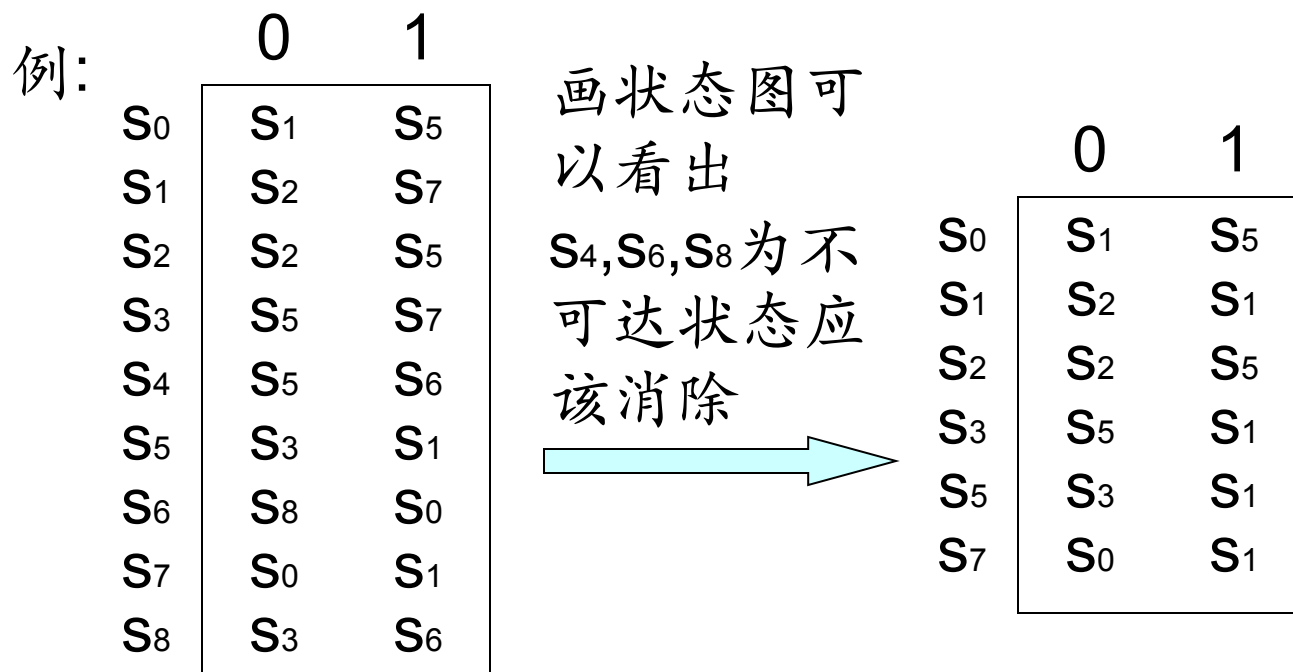 例:
0 1
S0 S1 S5
S1 S2 S7
S2 S2 S5
S3 S5 S7
S4 S5 S6
S5 S3 S1
S6 S8 S0
S7 S0 S1
S8 S3 S6
画状态图可
以看出
S4,S6,S8为不
可达状态应
该消除
0 1
S0 S1 S5
S1 S2 S1
S2 S2 S5
S3 S5 S1
S5 S3 S1
S7 S0 S1